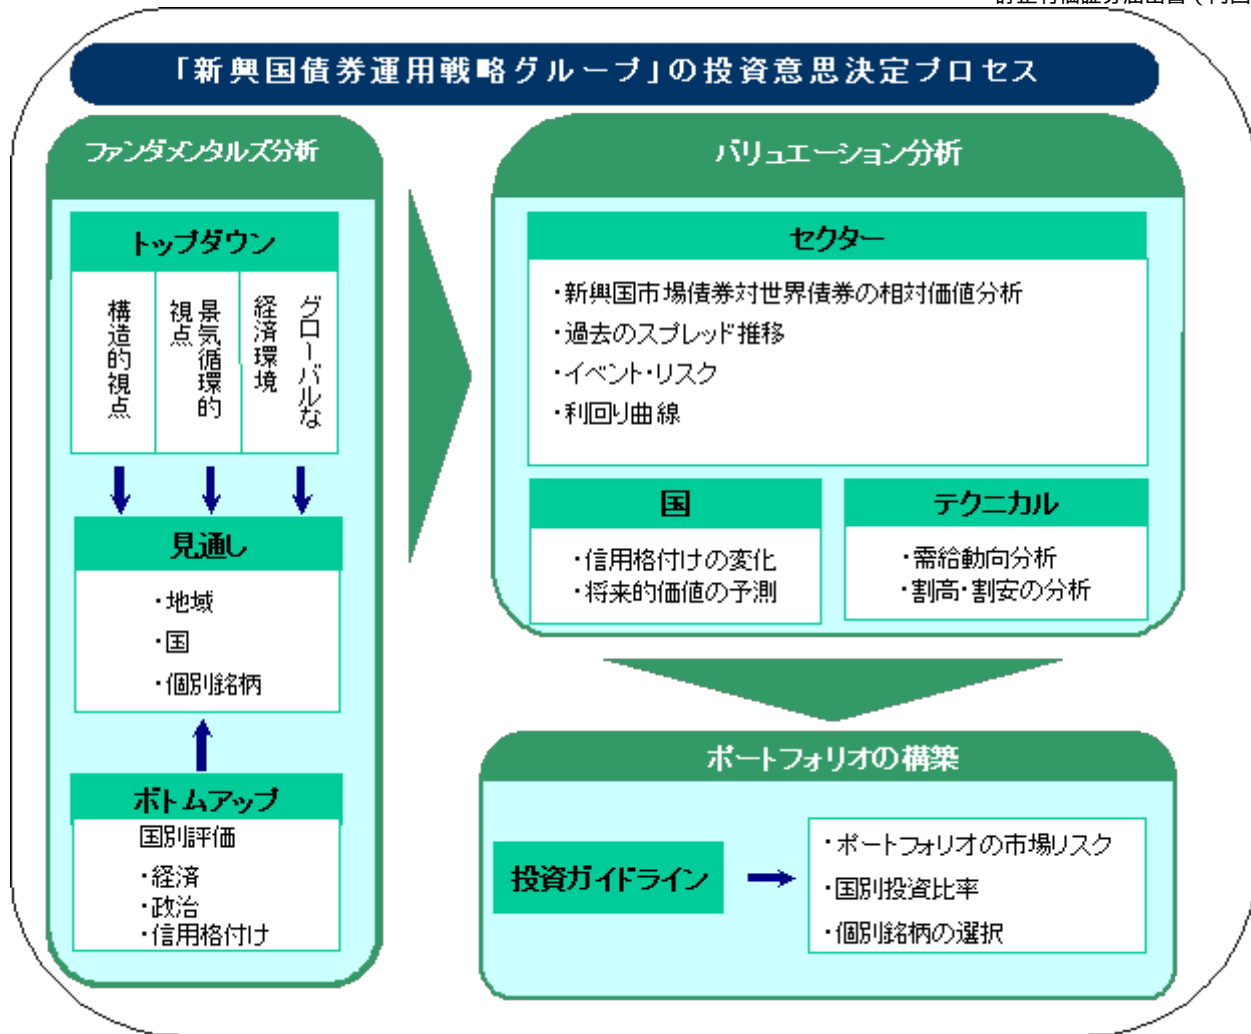 「新興国債券運用戦略グループ」の投資意思決定プロセス
ファンダメンタルズ分析
トップダウン
構造的視点
景気循環的
視点
グローバルな
経済環境
見通し
・地域
・国
・個別銘柄
ボトムアップ
国別評価
・経済
・政治
・信用格付け
バリュエーション分析
セクター
・新興国市場債券対世界債券の相対価値分析
・過去のスプレッド推移
・イベント・リスク
・利回り曲線
国
・信用格付けの変化
・将来的価値の予測
テクニカル
・需給動向分析
・割高・割安の分析
ポートフォリオの構築
投資ガイドライン
・ポートフォリオの市場リスク
・国別投資比率
・個別銘柄の選択